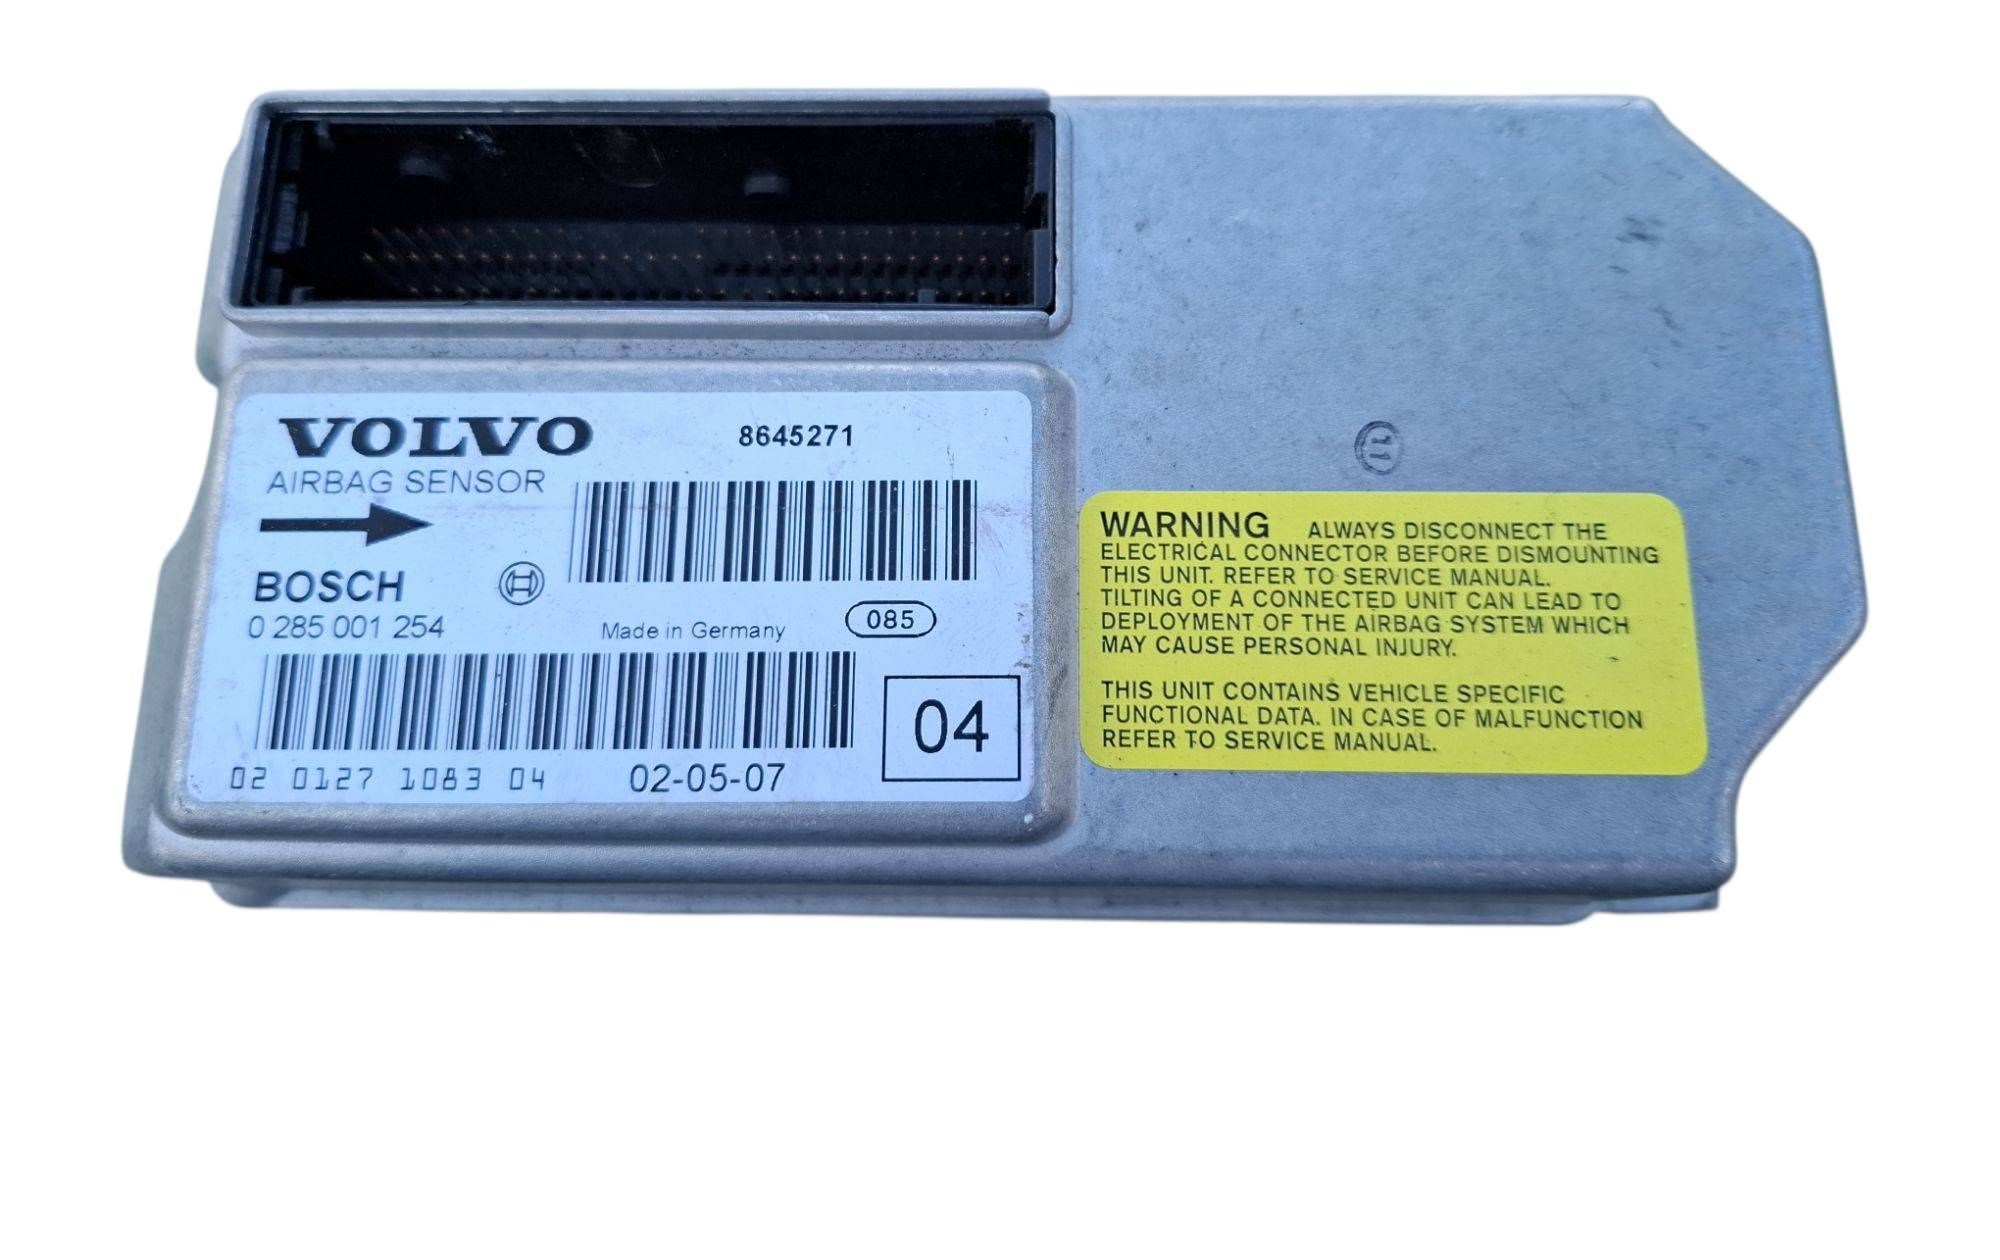 VOLVO
8645271
AIRBAG SENSOR
BOSCH
0 285 001 254
Made in Germany
085
04
02 0127 1083 04
02-05-07
11
WARNING ALWAYS DISCONNECT THE
ELECTRICAL CONNECTOR BEFORE DISMOUNTING
THIS UNIT. REFER TO SERVICE MANUAL.
TILTING OF A CONNECTED UNIT CAN LEAD TO
DEPLOYMENT OF THE AIRBAG SYSTEM WHICH
MAY CAUSE PERSONAL INJURY.
THIS UNIT CONTAINS VEHICLE SPECIFIC
FUNCTIONAL DATA. IN CASE OF MALFUNCTION
REFER TO SERVICE MANUAL.